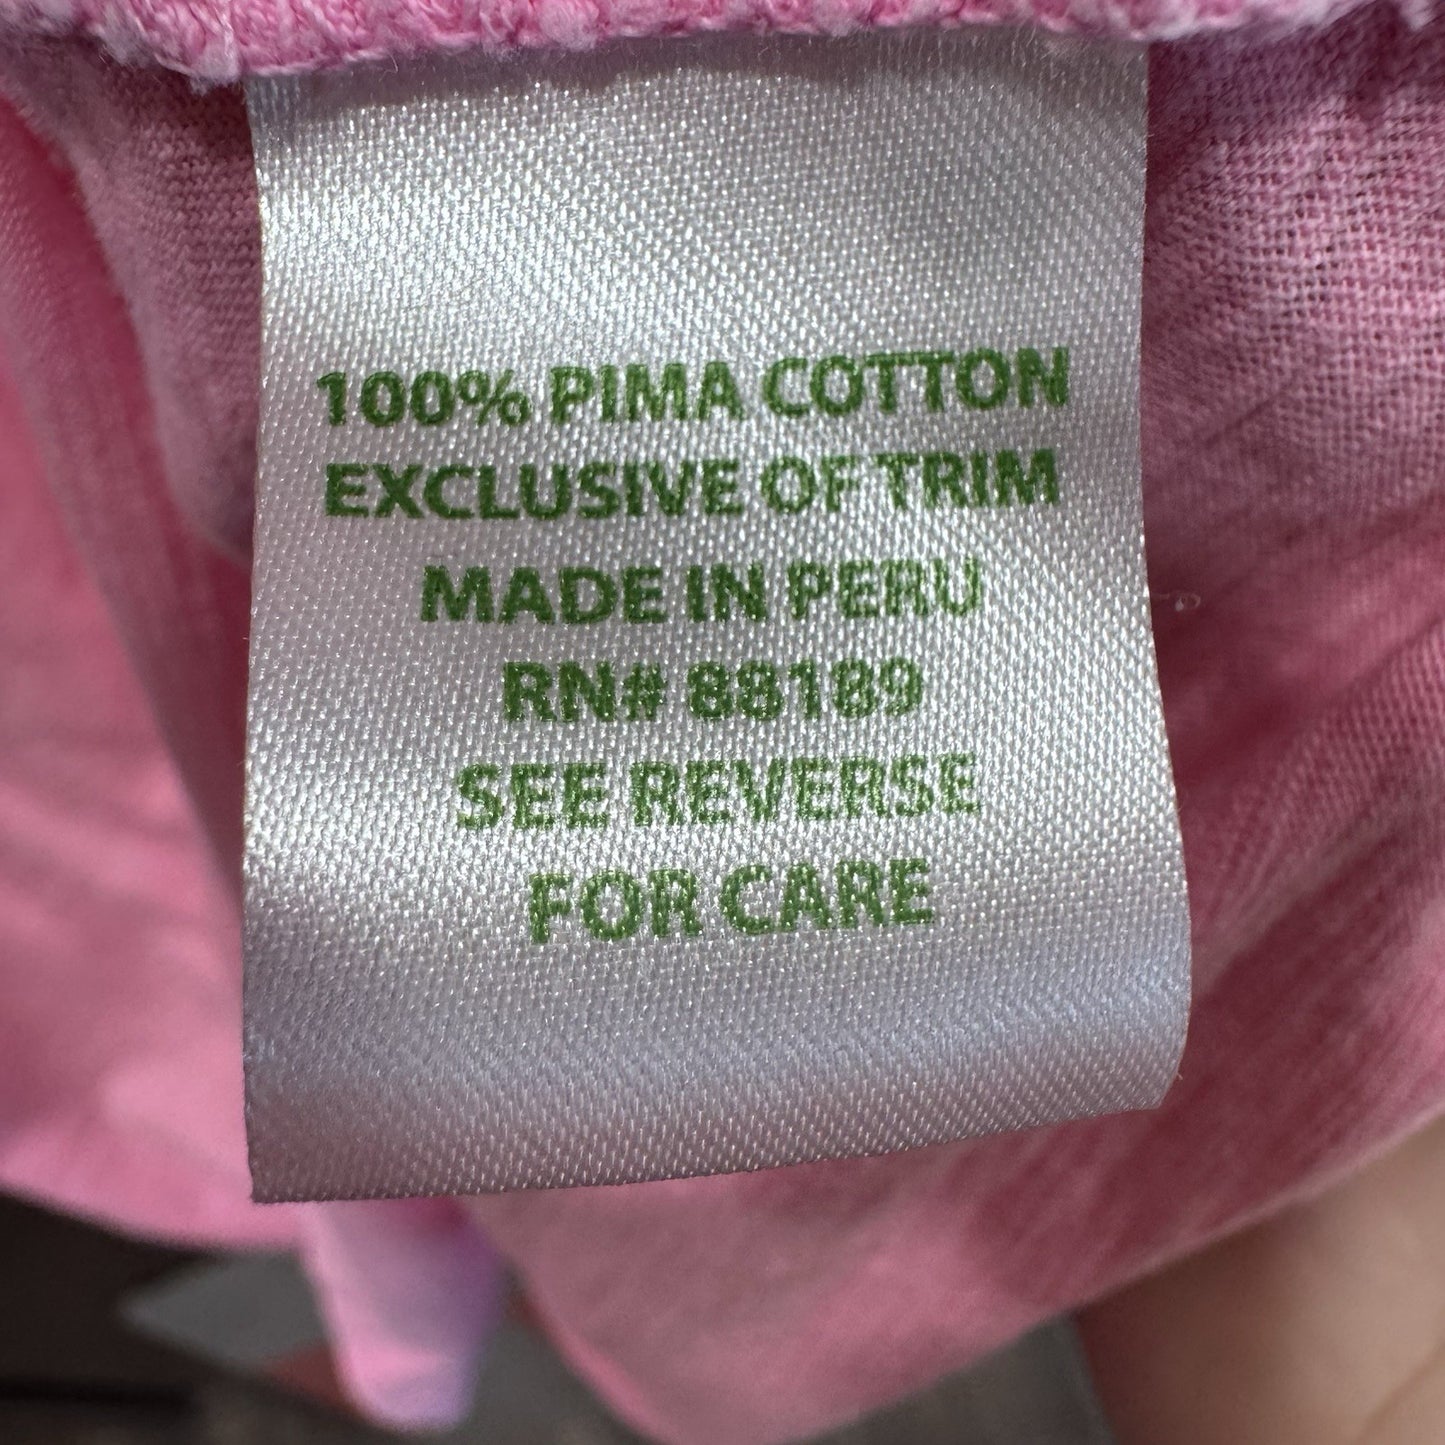 100% PIMA COTTON
EXCLUSIVE OF TRIM
MADE IN PERU
RN# 88189
SEE REVERSE
FOR CARE